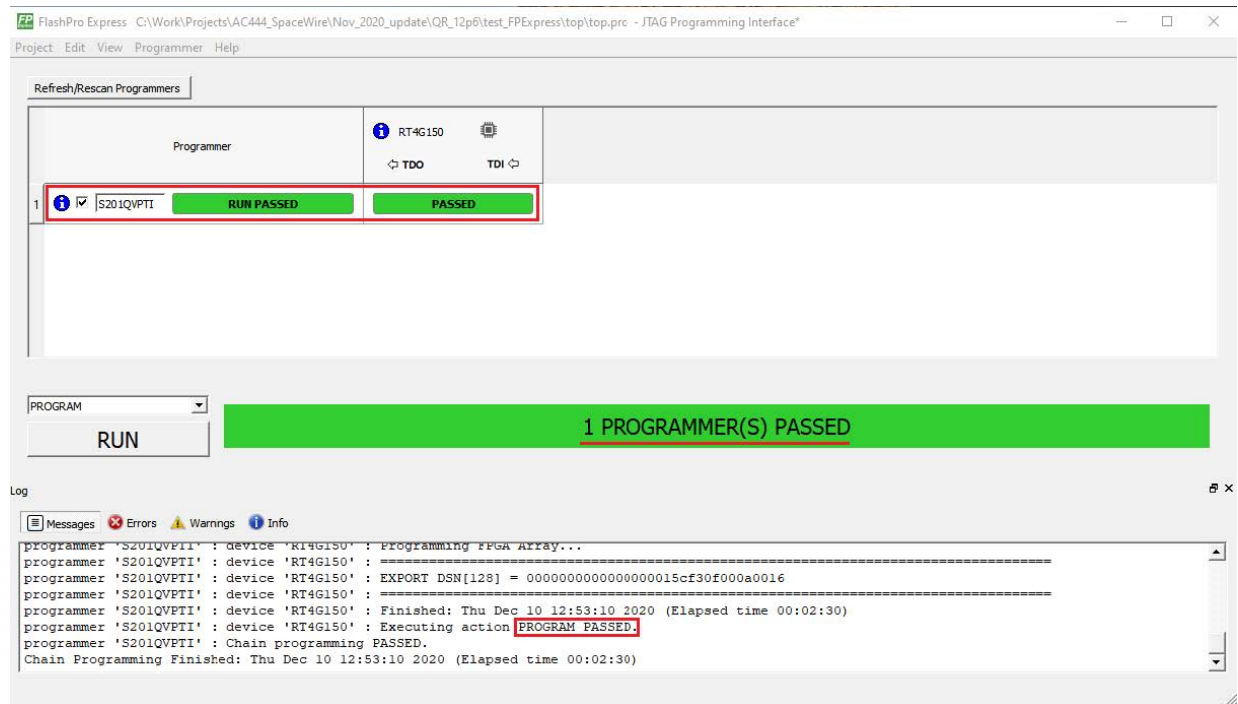 FP FlashPro Express C:\Work\Projects\AC444_SpaceWire\Nov_2020_update\QR_12p6\test_FPExpress\top\top.pro - JTAG Programming Interface*
Project Edit View Programmer Help
Refresh/Rescan Programmers
Programmer
RT4G150
TDO TDI
1 S201QVPTI RUN PASSED PASSED
PROGRAM
RUN
1 PROGRAMMER(S) PASSED
Log
Messages Errors Warnngs Info
programmer 'S201QVPTI' : device 'RT4G150' : Programming FPGA Array...
programmer 'S201QVPTI' : device 'RT4G150' : ====================================================================================
programmer 'S201QVPTI' : device 'RT4G150' : EXPORT DSN[128] = 0000000000000000015cf30f000a0016
programmer 'S201QVPTI' : device 'RT4G150' : ====================================================================================
programmer 'S201QVPTI' : device 'RT4G150' : Finished: Thu Dec 10 12:53:10 2020 (Elapsed time 00:02:30)
programmer 'S201QVPTI' : device 'RT4G150' : Executing action PROGRAM PASSED.
programmer 'S201QVPTI' : Chain programming PASSED.
Chain Programming Finished: Thu Dec 10 12:53:10 2020 (Elapsed time 00:02:30)